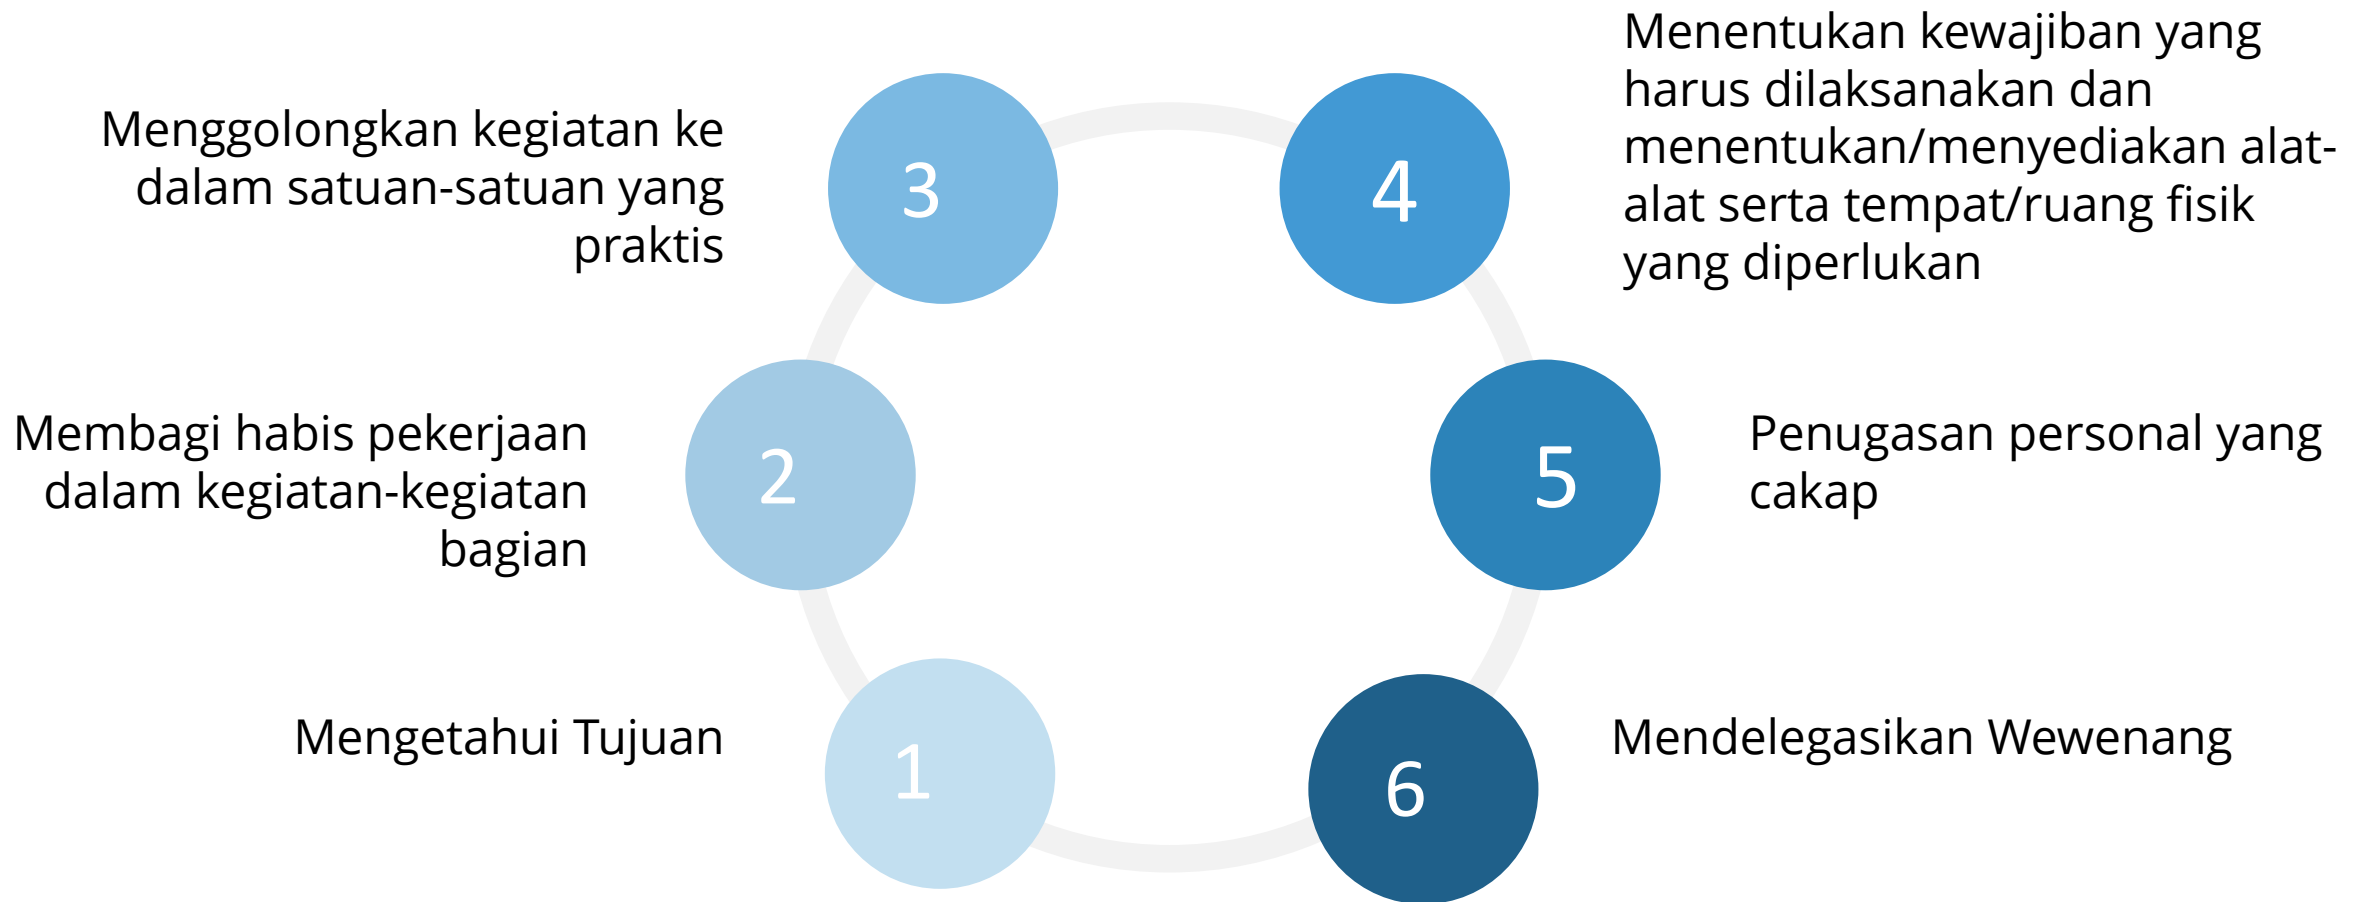 Menggolongkan kegiatan ke
dalam satuan-satuan yang
praktis
3
4
Menentukan kewajiban yang
harus dilaksanakan dan
menentukan/menyediakan alat-
alat serta tempat/ruang fisik
yang diperlukan
Membagi habis pekerjaan
dalam kegiatan-kegiatan
bagian
2
5
Penugasan personal yang
cakap
Mengetahui Tujuan
1
6
Mendelegasikan Wewenang